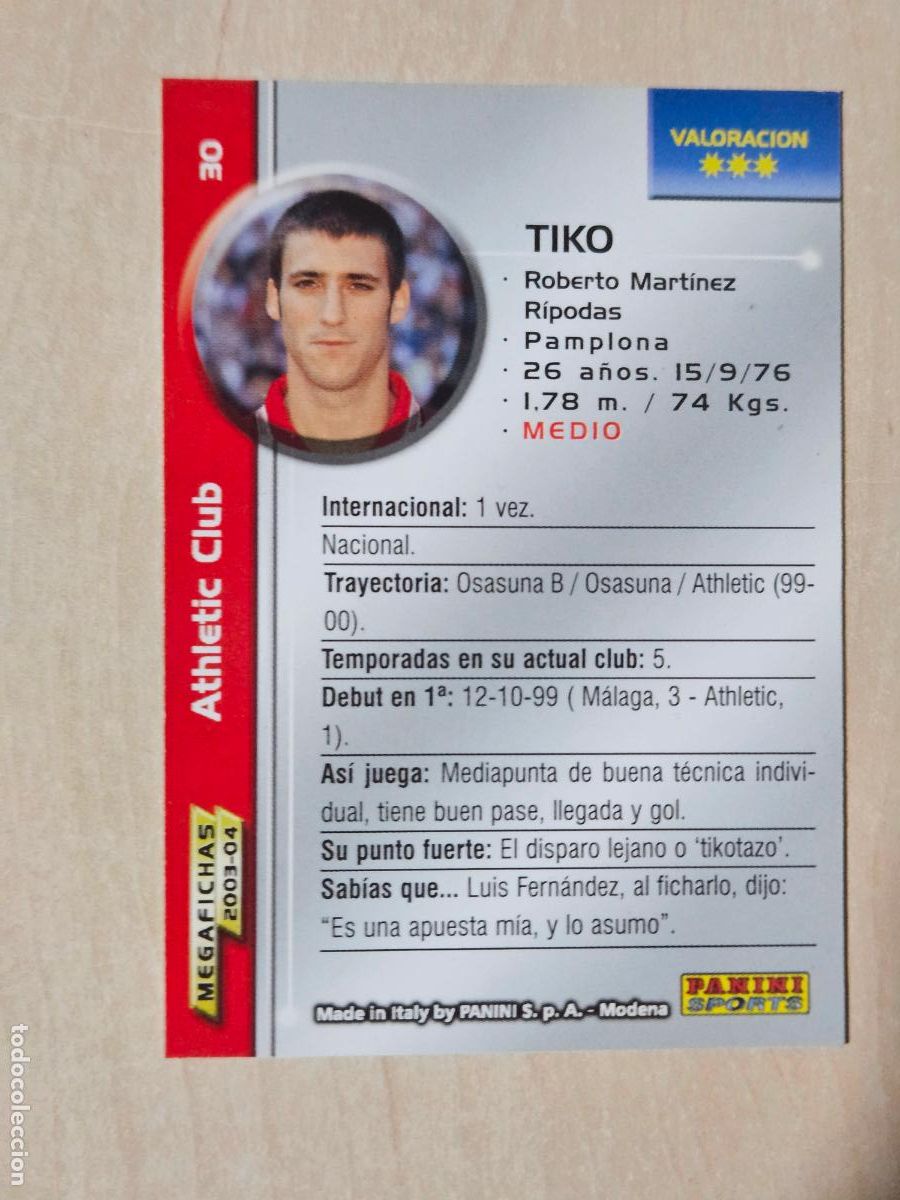 30
Athletic Club
MEGAFICHAS
2003-04
VALORACION
TIKO
· Roberto Martínez
Rípodas
· Pamplona
· 26 años. 15/9/76
· 1,78 m. / 74 Kgs.
· MEDIO
Internacional: 1 vez.
Nacional.
Trayectoria: Osasuna B / Osasuna / Athletic (99-
00).
Temporadas en su actual club: 5.
Debut en 1ª: 12-10-99 ( Málaga, 3 - Athletic,
1).
Así juega: Mediapunta de buena técnica indivi-
dual, tiene buen pase, llegada y gol.
Su punto fuerte: El disparo lejano o 'tikotazo'.
Sabías que... Luis Fernández, al ficharlo, dijo:
"Es una apuesta mía, y lo asumo".
Made in Italy by PANINI S. p. A. - Modena
PANINI
SPORTS
todocoleccion